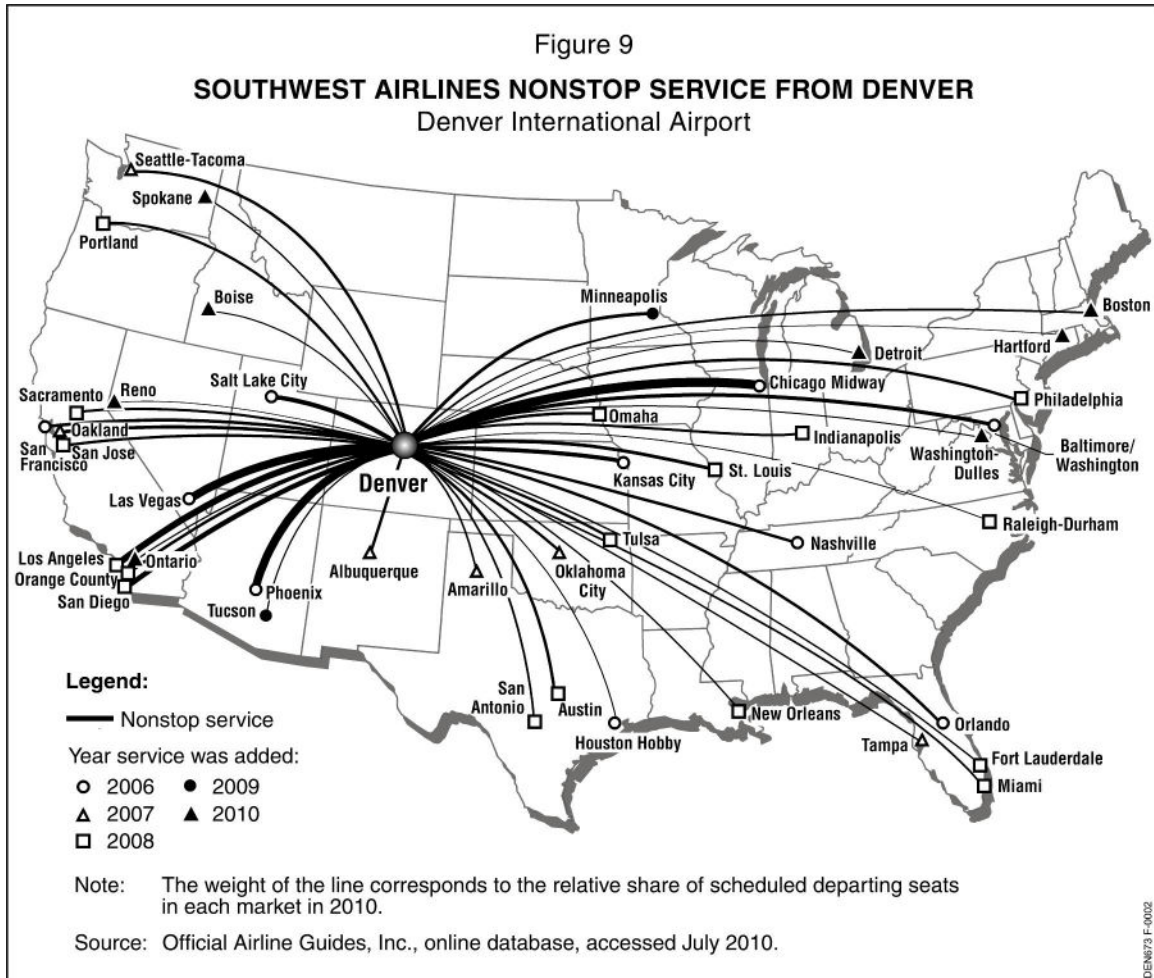 Figure 9
SOUTHWEST AIRLINES NONSTOP SERVICE FROM DENVER
Denver International Airport
Seattle-Tacoma
Spokane
Portland
Boise
Minneapolis
Boston
Hartford
Detroit
Salt Lake City
Chicago Midway
Reno
Sacramento
Philadelphia
Omaha
Oakland
Indianapolis
San
Francisco
San Jose
Baltimore/
Washington
Washington-
Dulles
St. Louis
Kansas City
Denver
Las Vegas
Raleigh-Durham
Tulsa
Nashville
Los Angeles
Ontario
Orange County
San Diego
Albuquerque
Amarillo
Oklahoma
City
Phoenix
Tucson
San
Antonio
Austin
New Orleans
Houston Hobby
Orlando
Tampa
Fort Lauderdale
Miami
Legend:
Nonstop service
Year service was added:
2006 2009
2007 2010
2008
Note: The weight of the line corresponds to the relative share of scheduled departing seats
in each market in 2010.
Source: Official Airline Guides, Inc., online database, accessed July 2010.
DEN673 F-0002